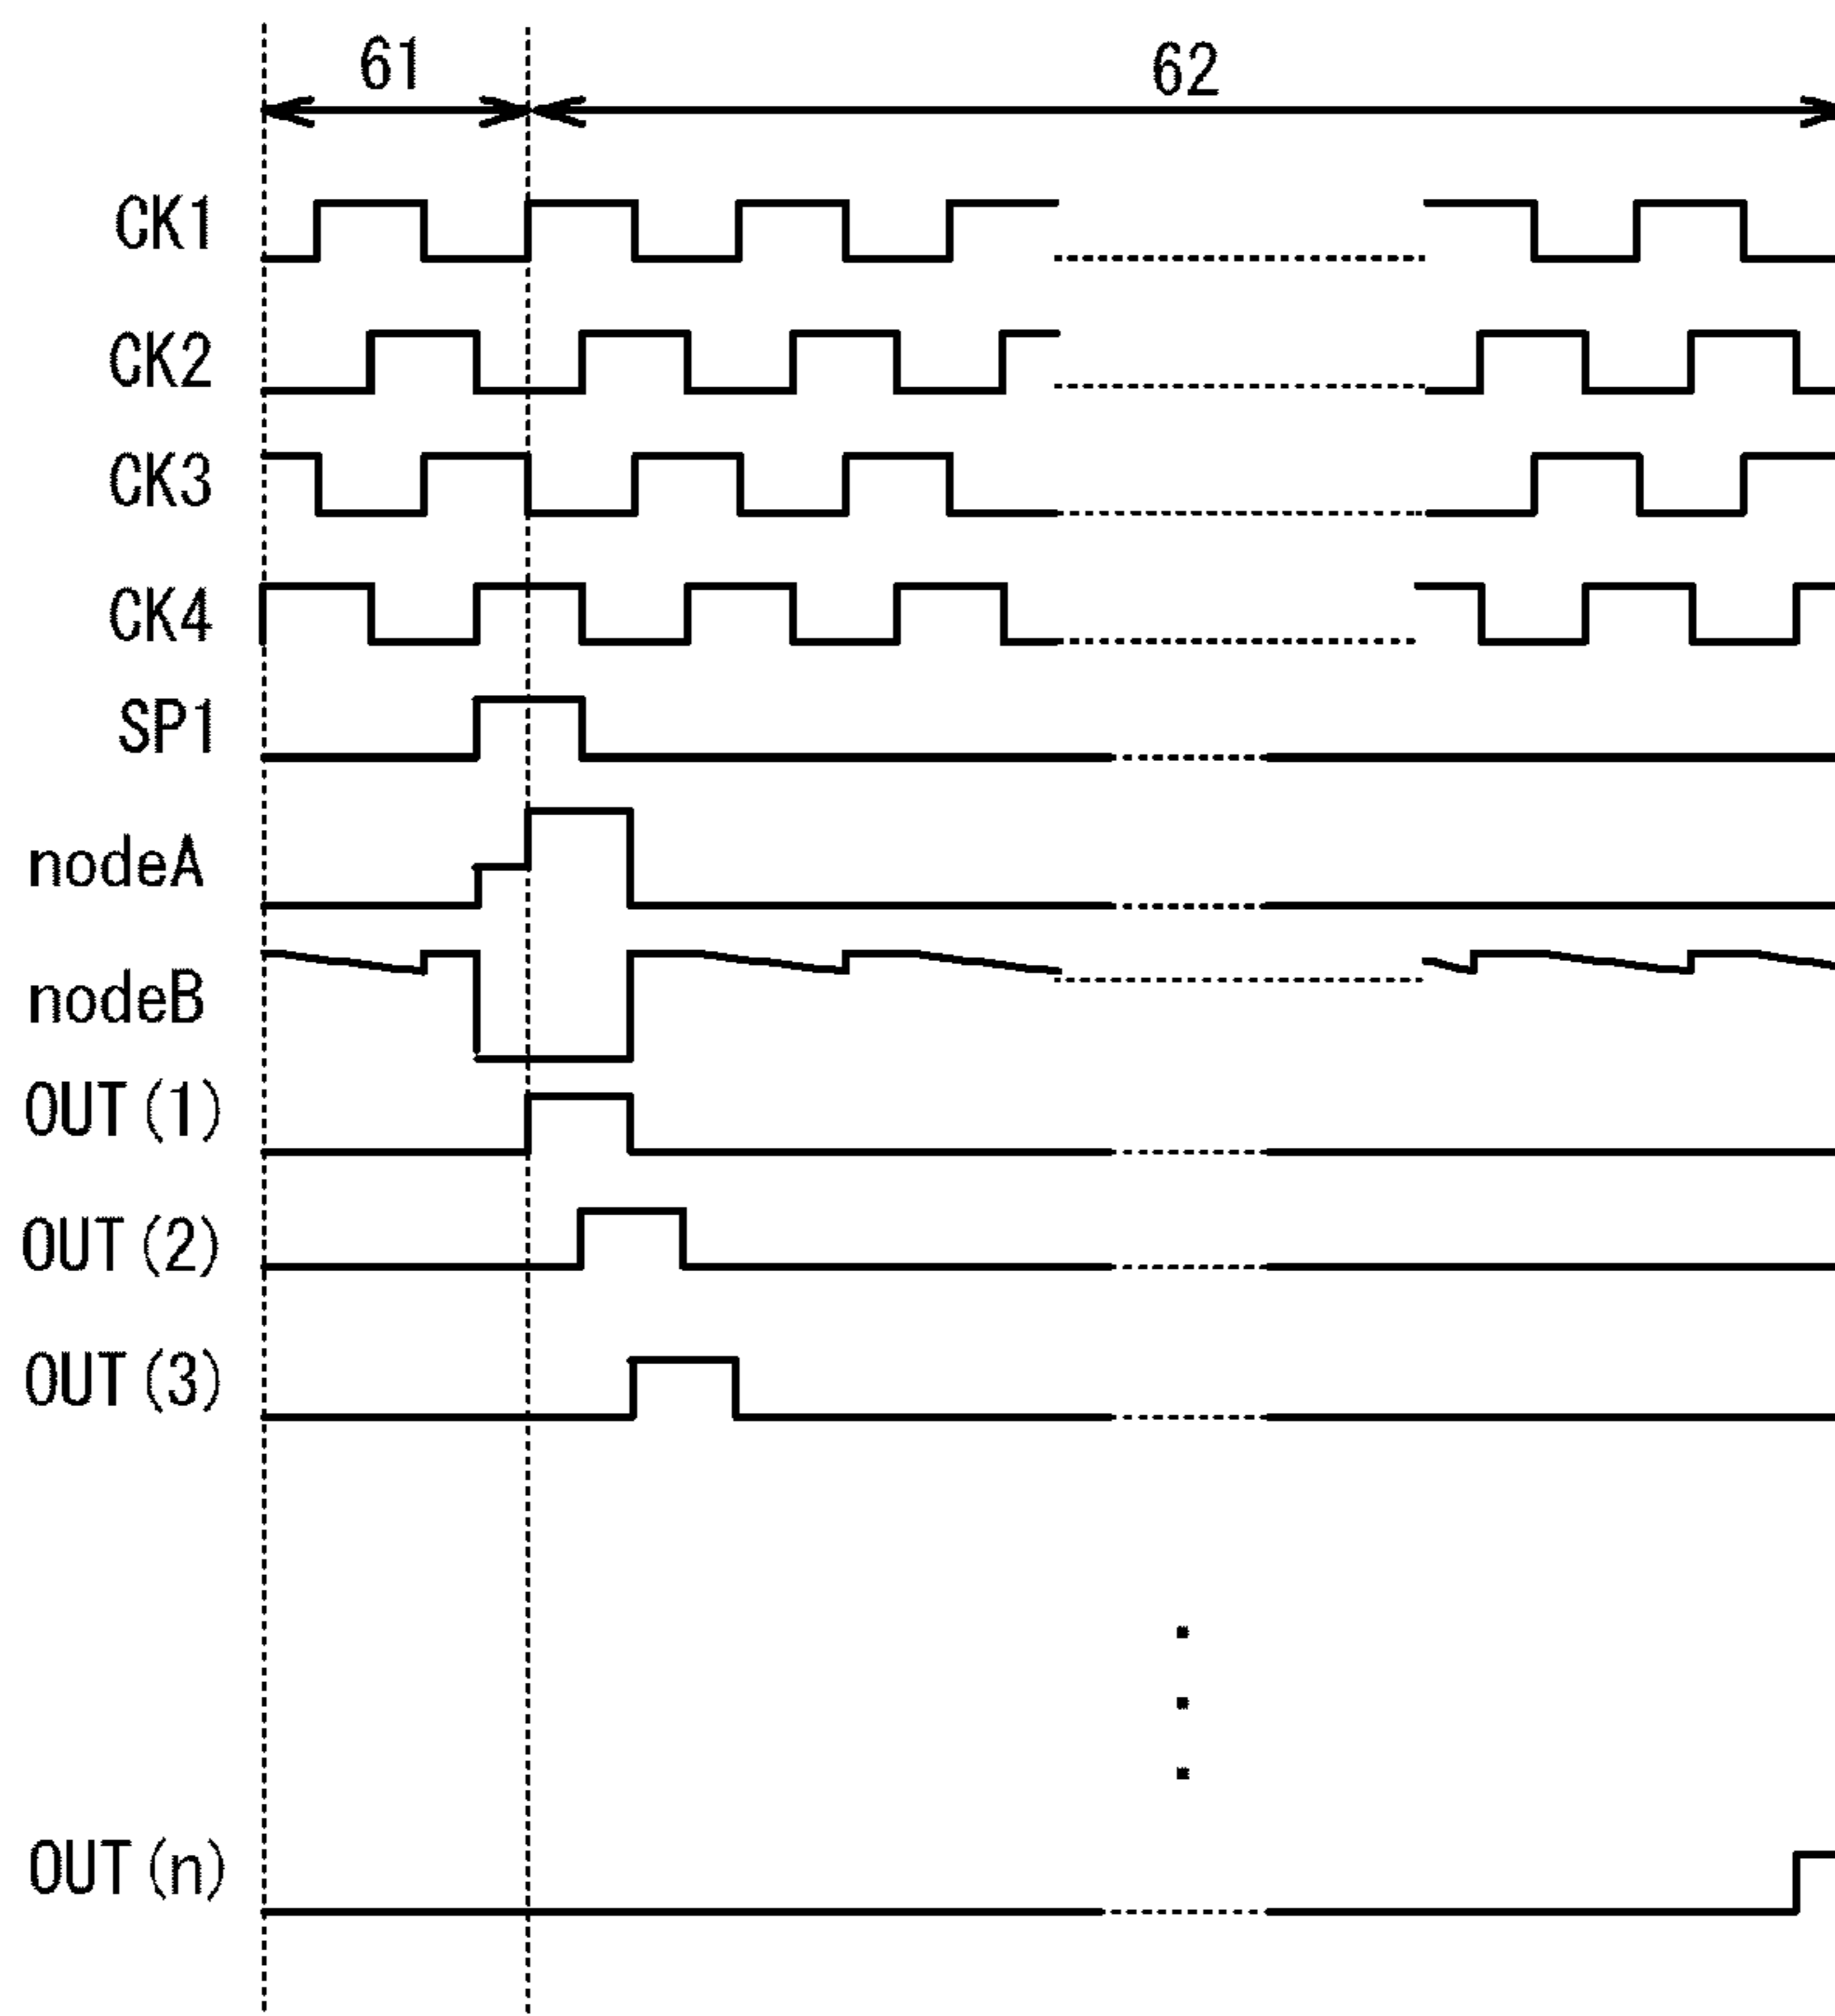 61 62
CK1
CK2
CK3
CK4
SP1
nodeA
nodeB
OUT(1)
OUT(2)
OUT(3)
OUT(n)